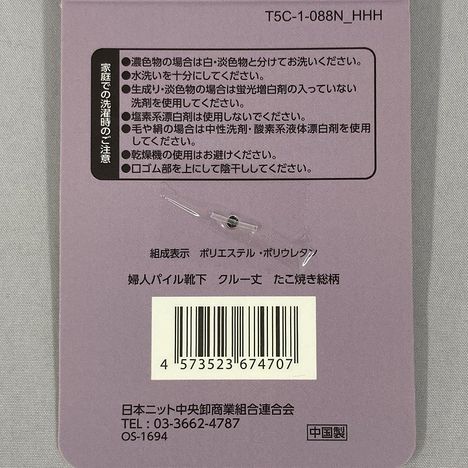 T5C-1-088N_HHH
家庭での洗濯時のご注意
●濃色物の場合は白・淡色物と分けてお洗いください。
●水洗いを十分にしてください。
●生成り・淡色物の場合は蛍光増白剤の入っていない
洗剤を使用してください。
●塩素系漂白剤は使用しないでください。
●毛や絹の場合は中性洗剤・酸素系液体漂白剤を使用
してください。
●乾燥機の使用はお避けください。
●口ゴム部を上にして陰干ししてください。
組成表示 ポリエステル・ポリウレタン
婦人パイル靴下 クルー丈 たこ焼き総柄
4 573523 674707
日本ニット中央卸商業組合連合会
TEL : 03-3662-4787
OS-1694
中国製